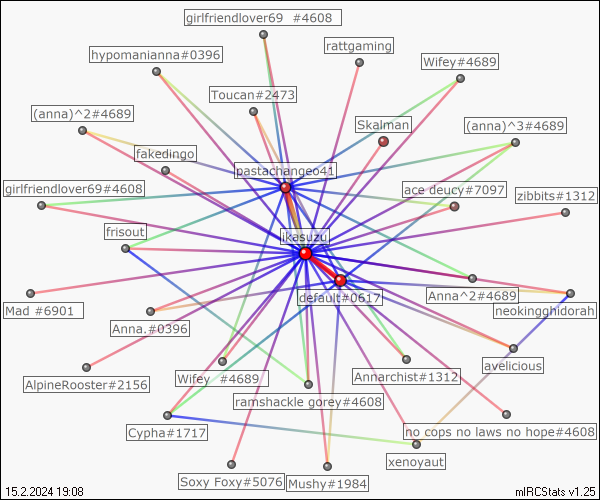 girlfriendlover69 #4608
rattgaming
hypomanianna#0396
Wifey#4689
Toucan#2473
(anna)^2#4689
Skalman
(anna)^3#4689
fakedingo
pastachangeo41
girlfriendlover69#4608
ace deucy#7097
zibbits#1312
frisout
ikasuzu
default#0617
Anna^2#4689
Mad #6901
neokingghidorah
Anna.#0396
avelicious
Wifey #4689
Annarchist#1312
AlpineRooster#2156
ramshackle gorey#4608
Cypha#1717
no cops no laws no hope#4608
xenoyaut
Soxy Foxy#5076
Mushy#1984
15.2.2024 19:08
mIRCStats v1.25